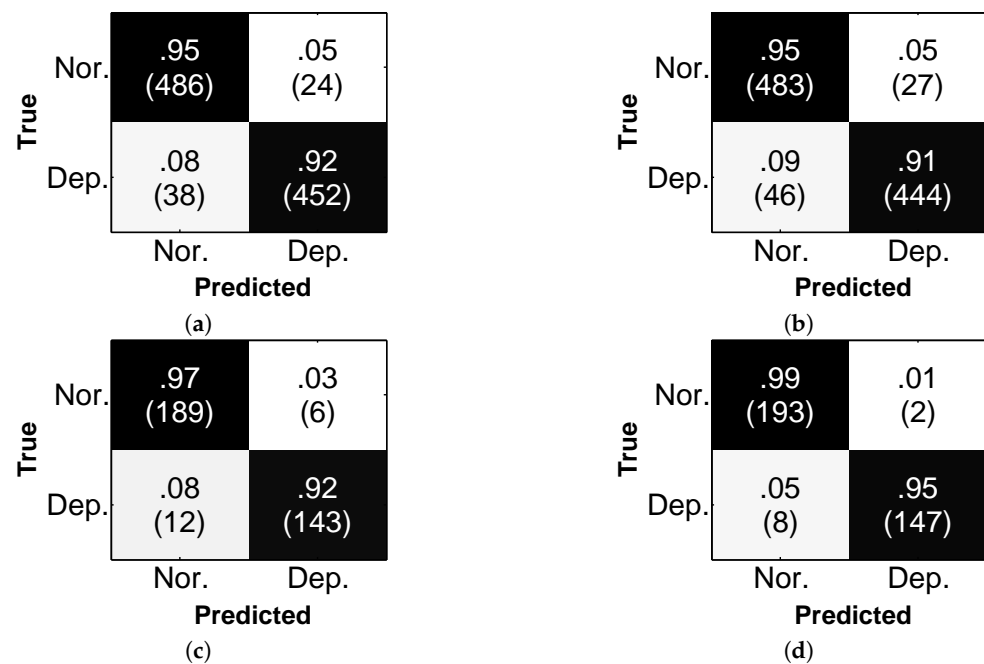 .95 .05
Nor.
(486) (24)
True
.08 .92
Dep.
(38) (452)
Nor. Dep.
Predicted
(a)
.95 .05
Nor.
(483) (27)
True
.09 .91
Dep.
(46) (444)
Nor. Dep.
Predicted
(b)
.97 .03
Nor.
(189) (6)
True
.08 .92
Dep.
(12) (143)
Nor. Dep.
Predicted
(c)
.99 .01
Nor.
(193) (2)
True
.05 .95
Dep.
(8) (147)
Nor. Dep.
Predicted
(d)